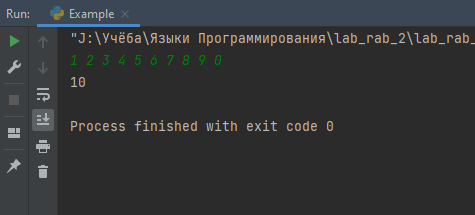 Run: Example
"J:\Учёба\Языки Программирования\lab_rab_2\lab_rab_
1 2 3 4 5 6 7 8 9 0
10
Process finished with exit code 0